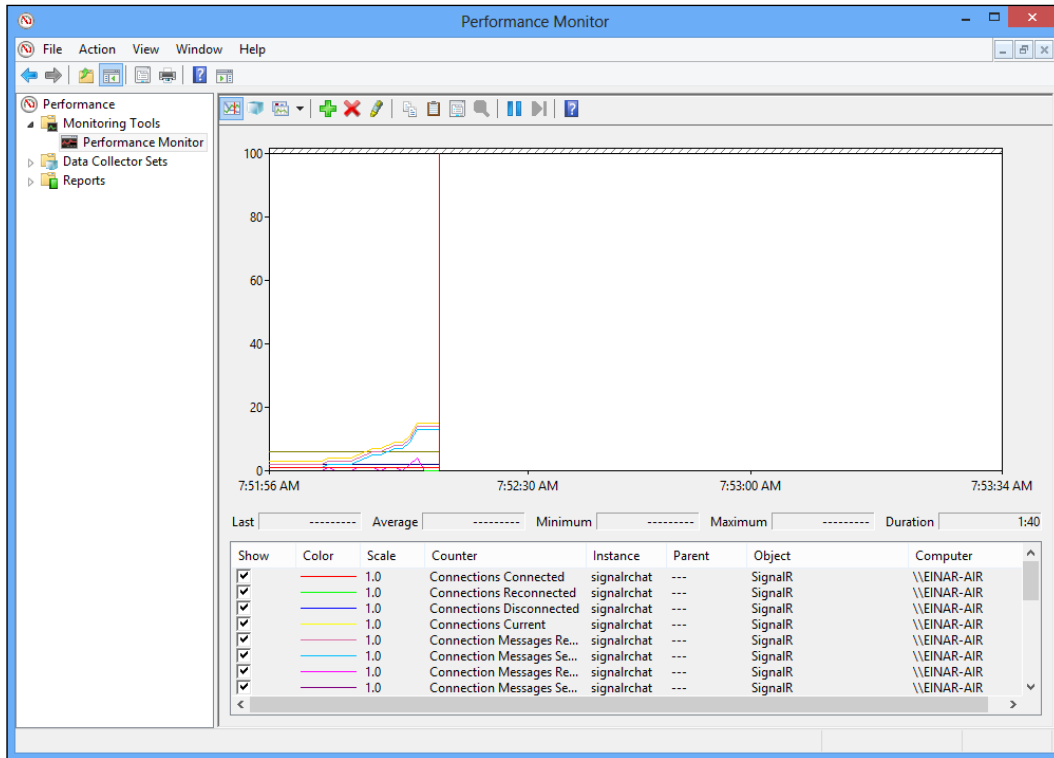 Performance Monitor
File Action View Window Help
Performance
Monitoring Tools
Performance Monitor
Data Collector Sets
Reports
100
80
60
40
20
0
7:51:56 AM 7:52:30 AM 7:53:00 AM 7:53:34 AM
Last --------- Average --------- Minimum --------- Maximum --------- Duration 1:40
Show Color Scale Counter Instance Parent Object Computer
1.0 Connections Connected signalrchat --- SignalR \\EINAR-AIR
1.0 Connections Reconnected signalrchat --- SignalR \\EINAR-AIR
1.0 Connections Disconnected signalrchat --- SignalR \\EINAR-AIR
1.0 Connections Current signalrchat --- SignalR \\EINAR-AIR
1.0 Connection Messages Re... signalrchat --- SignalR \\EINAR-AIR
1.0 Connection Messages Se... signalrchat --- SignalR \\EINAR-AIR
1.0 Connection Messages Re... signalrchat --- SignalR \\EINAR-AIR
1.0 Connection Messages Se... signalrchat --- SignalR \\EINAR-AIR